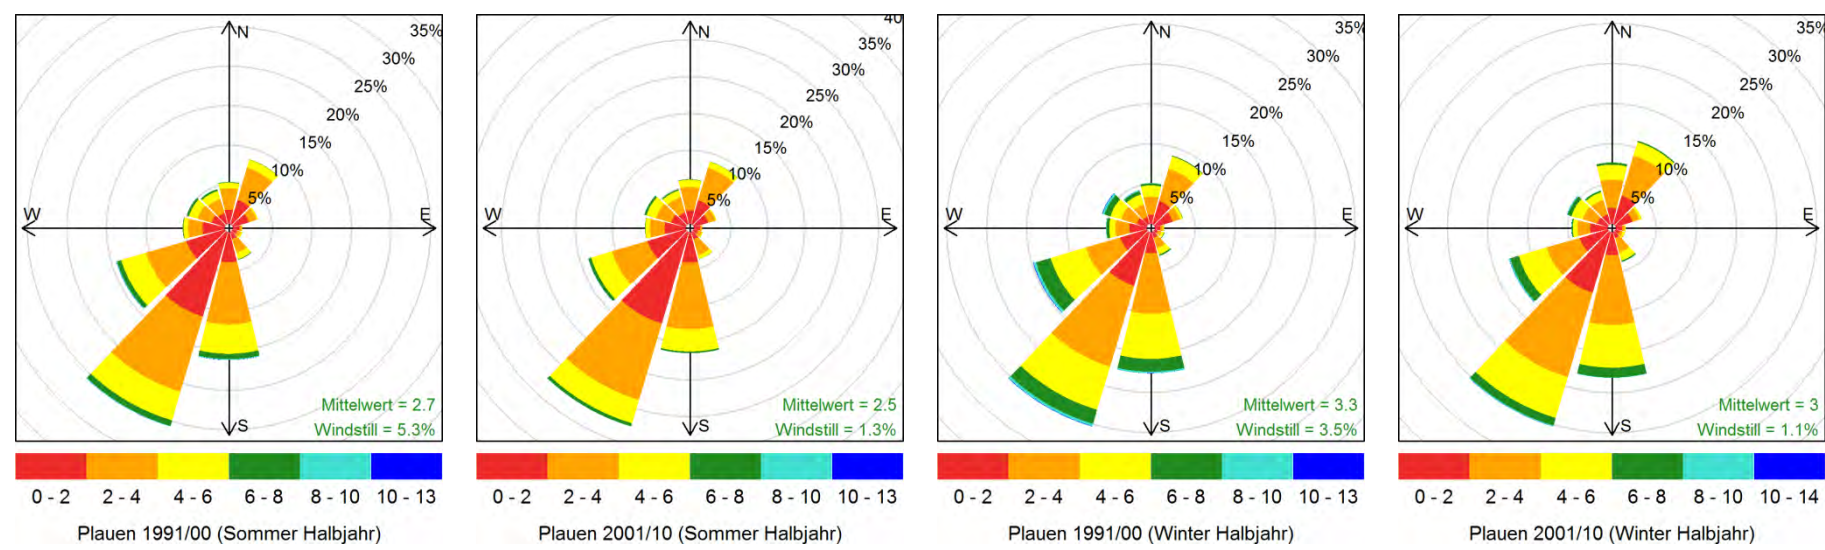 N
35%
30%
25%
20%
15%
10%
5%
W
E
S
Mittelwert = 2.7
Windstill = 5.3%
0 - 2 2 - 4 4 - 6 6 - 8 8 - 10 10 - 13
Plauen 1991/00 (Sommer Halbjahr)
40
N
35%
30%
25%
20%
15%
10%
5%
W
E
S
Mittelwert = 2.5
Windstill = 1.3%
0 - 2 2 - 4 4 - 6 6 - 8 8 - 10 10 - 13
Plauen 2001/10 (Sommer Halbjahr)
35%
N
30%
25%
20%
15%
10%
5%
W
E
S
Mittelwert = 3.3
Windstill = 3.5%
0 - 2 2 - 4 4 - 6 6 - 8 8 - 10 10 - 13
Plauen 1991/00 (Winter Halbjahr)
35%
N
30%
25%
20%
15%
10%
5%
W
E
S
Mittelwert = 3
Windstill = 1.1%
0 - 2 2 - 4 4 - 6 6 - 8 8 - 10 10 - 14
Plauen 2001/10 (Winter Halbjahr)